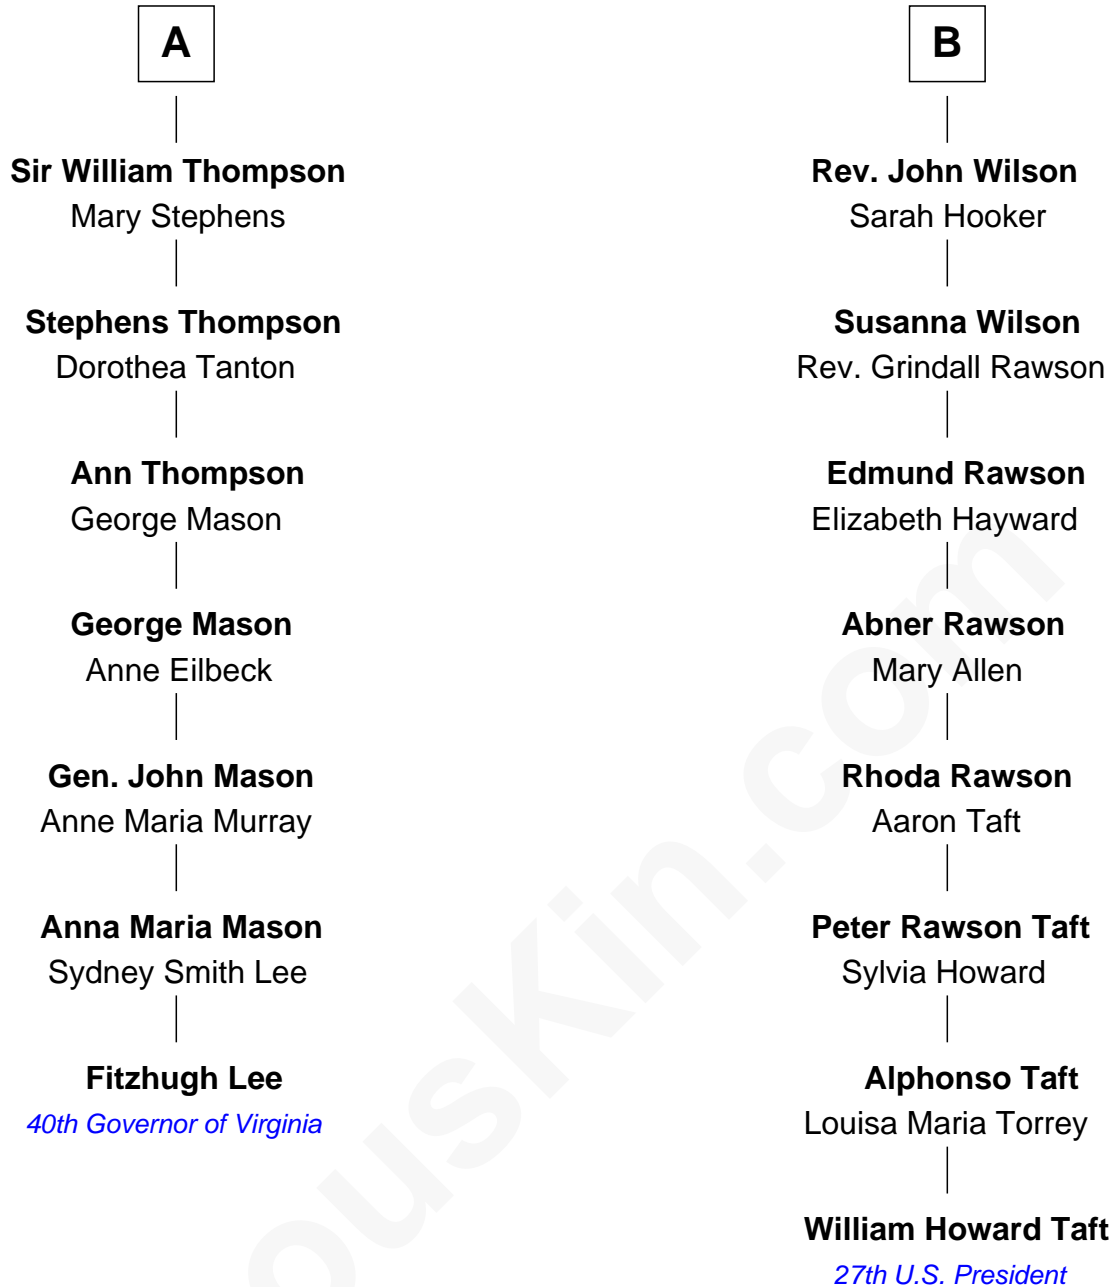 A
Sir William Thompson
Mary Stephens
Stephens Thompson
Dorothea Tanton
Ann Thompson
George Mason
George Mason
Anne Eilbeck
Gen. John Mason
Anne Maria Murray
Anna Maria Mason
Sydney Smith Lee
Fitzhugh Lee
40th Governor of Virginia
B
Rev. John Wilson
Sarah Hooker
Susanna Wilson
Rev. Grindall Rawson
Edmund Rawson
Elizabeth Hayward
Abner Rawson
Mary Allen
Rhoda Rawson
Aaron Taft
Peter Rawson Taft
Sylvia Howard
Alphonso Taft
Louisa Maria Torrey
William Howard Taft
27th U.S. President
ousKin.com